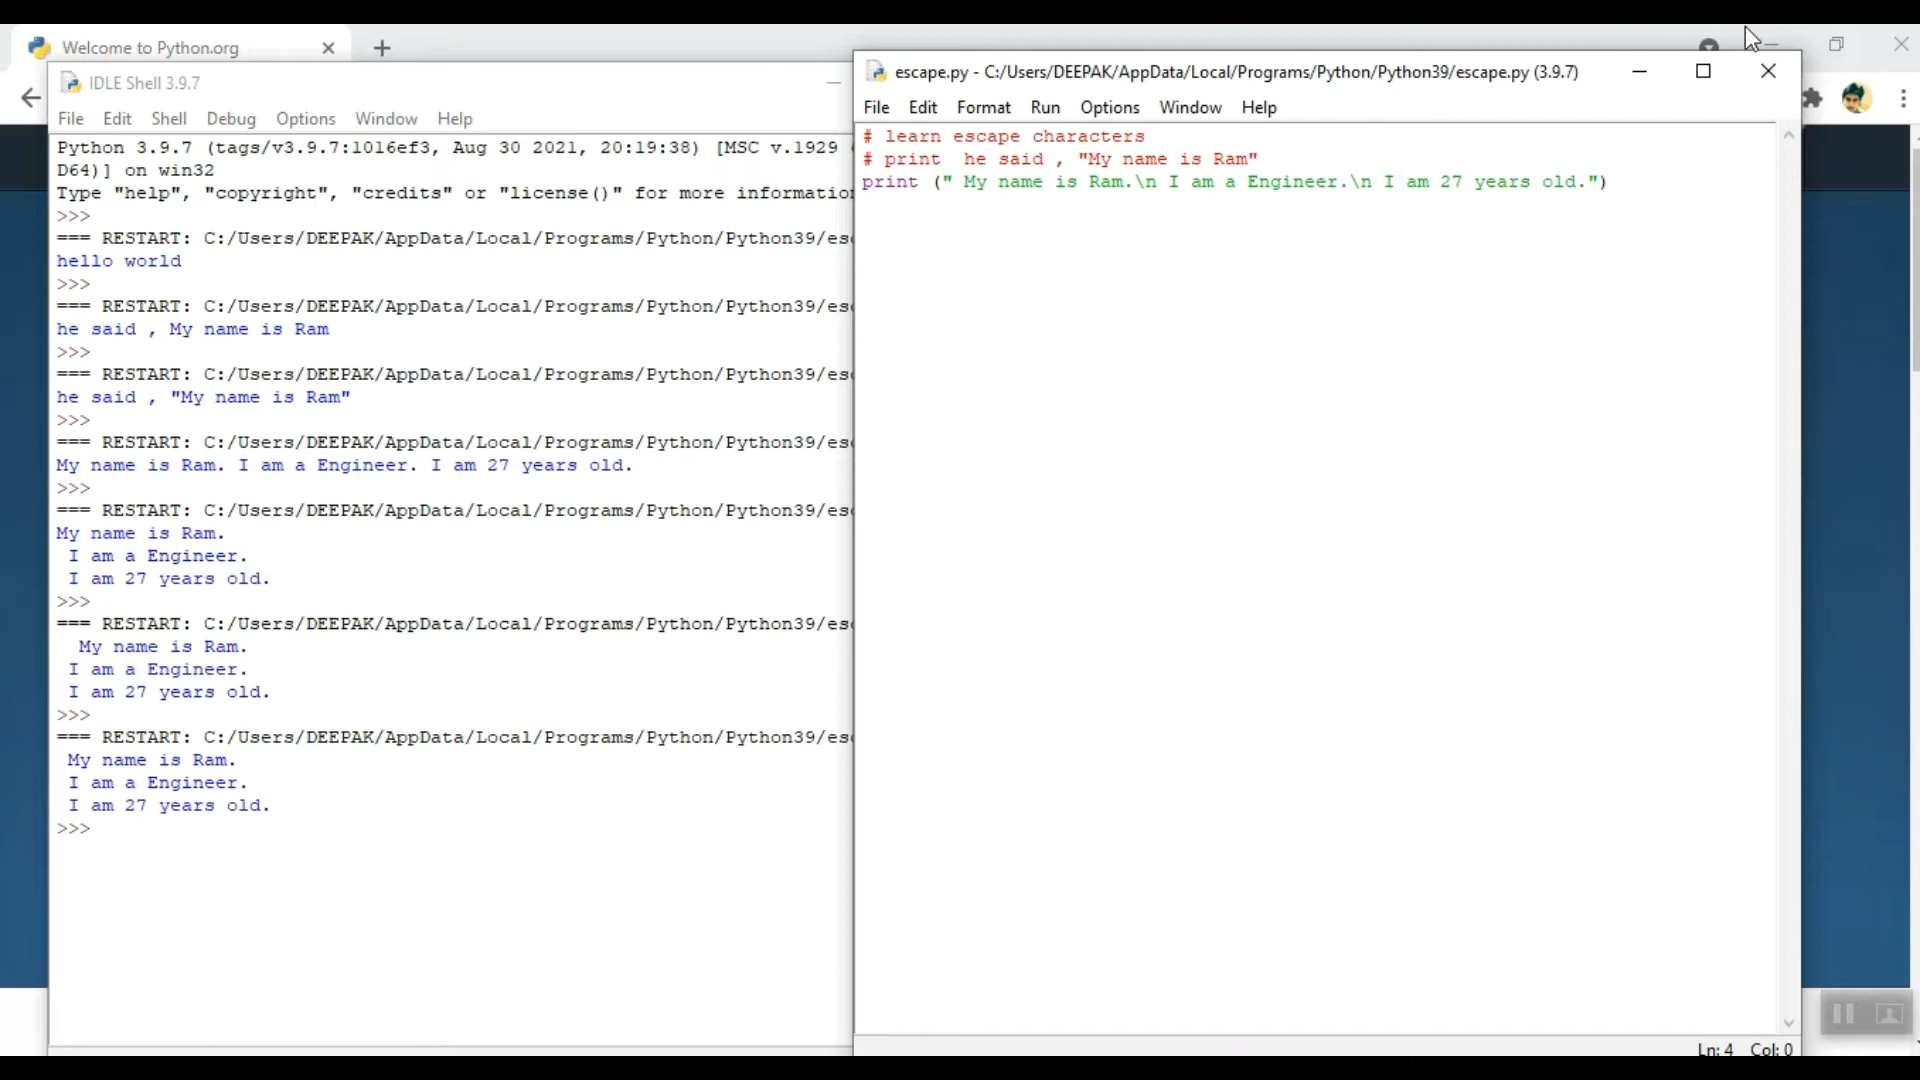 Welcome to Python.org
IDLE Shell 3.9.7
File Edit Shell Debug Options Window Help
Python 3.9.7 (tags/v3.9.7:1016ef3, Aug 30 2021, 20:19:38) [MSC v.1929
D64)] on win32
Type "help", "copyright", "credits" or "license()" for more information
>>>
=== RESTART: C:/Users/DEEPAK/AppData/Local/Programs/Python/Python39/es
hello world
>>>
=== RESTART: C:/Users/DEEPAK/AppData/Local/Programs/Python/Python39/es
he said , My name is Ram
>>>
=== RESTART: C:/Users/DEEPAK/AppData/Local/Programs/Python/Python39/es
he said , "My name is Ram"
>>>
=== RESTART: C:/Users/DEEPAK/AppData/Local/Programs/Python/Python39/es
My name is Ram. I am a Engineer. I am 27 years old.
>>>
=== RESTART: C:/Users/DEEPAK/AppData/Local/Programs/Python/Python39/es
My name is Ram.
I am a Engineer.
I am 27 years old.
>>>
=== RESTART: C:/Users/DEEPAK/AppData/Local/Programs/Python/Python39/es
My name is Ram.
I am a Engineer.
I am 27 years old.
>>>
=== RESTART: C:/Users/DEEPAK/AppData/Local/Programs/Python/Python39/es
My name is Ram.
I am a Engineer.
I am 27 years old.
>>>
escape.py - C:/Users/DEEPAK/AppData/Local/Programs/Python/Python39/escape.py (3.9.7)
File Edit Format Run Options Window Help
# learn escape characters
# print  he said , "My name is Ram"
print (" My name is Ram.\n I am a Engineer.\n I am 27 years old.")
Ln: 4 Col: 0